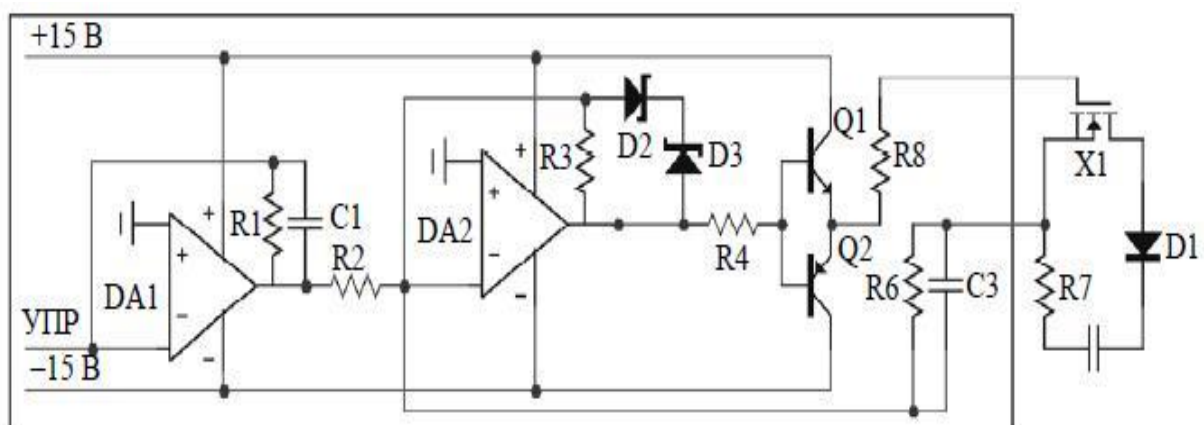 +15 В
Q1
R3
D2
D3
R8
X1
R1
C1
DA2
R2
R4
Q2
D1
DA1
R6
C3
R7
УПР
−15 В
+
+
+
+
−
−
−
−